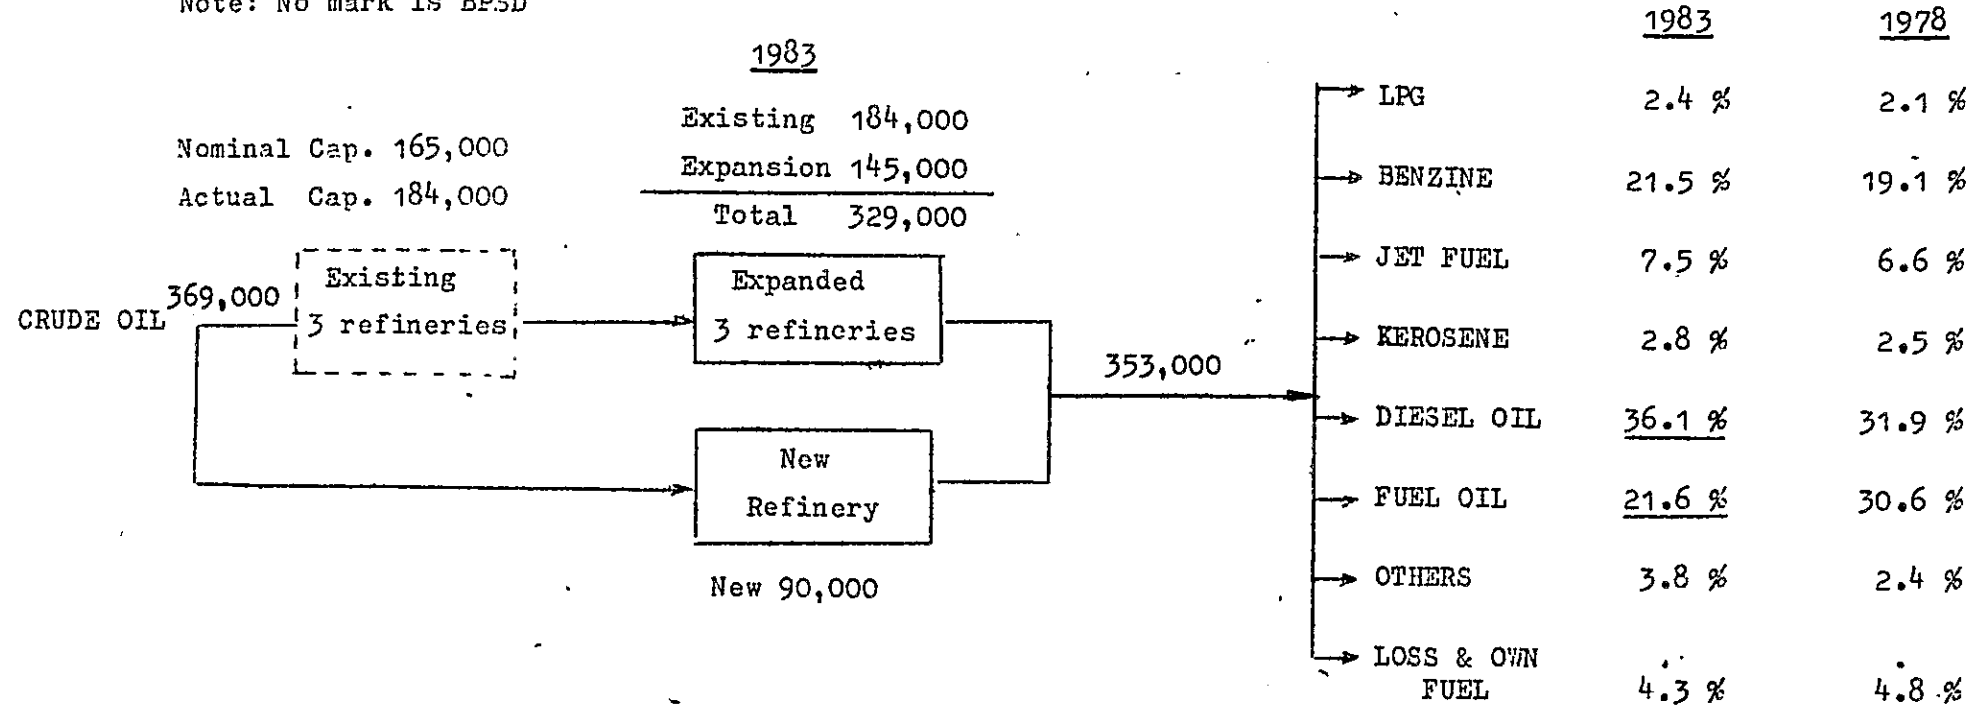 Note: No mark is BPSD
1983
Nominal Cap. 165,000
Actual Cap. 184,000
Existing 184,000
Expansion 145,000
Total 329,000
CRUDE OIL
369,000
Existing
3 refineries
Expanded
3 refineries
353,000
New
Refinery
New 90,000
1983 1978
LPG 2.4 % 2.1 %
BENZINE 21.5 % 19.1 %
JET FUEL 7.5 % 6.6 %
KEROSENE 2.8 % 2.5 %
DIESEL OIL 36.1 % 31.9 %
FUEL OIL 21.6 % 30.6 %
OTHERS 3.8 % 2.4 %
LOSS & OWN
FUEL 4.3 % 4.8 %